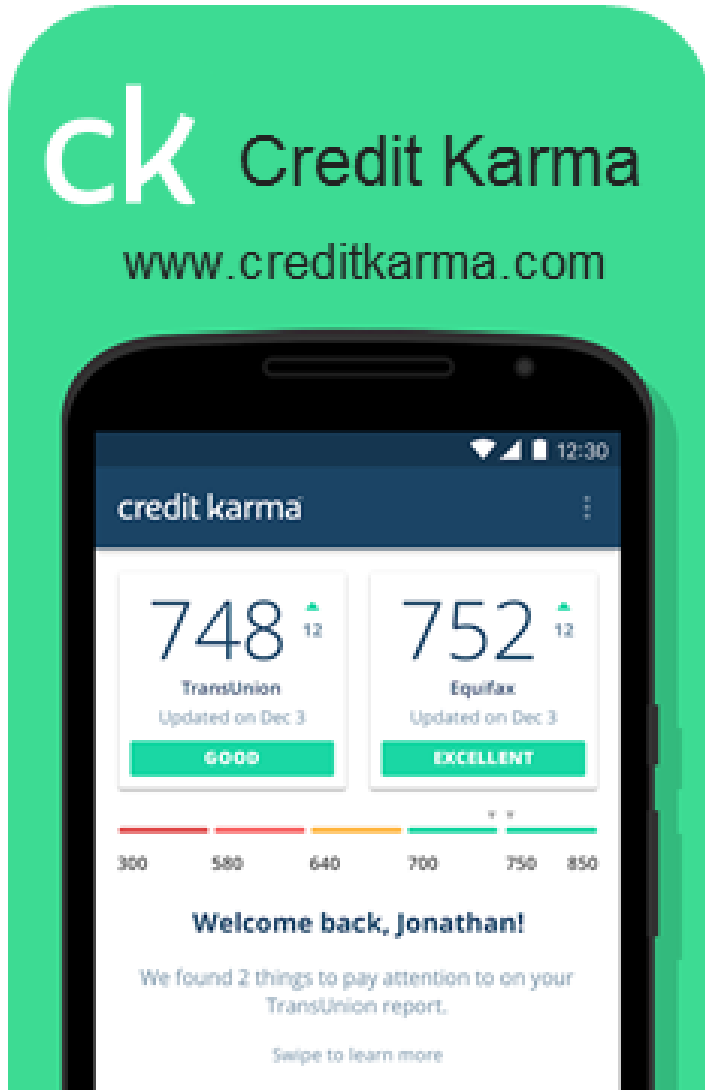 ck Credit Karma
www.creditkarma.com
12:30
credit karma
748 12
TransUnion
Updated on Dec 3
GOOD
752 12
Equifax
Updated on Dec 3
EXCELLENT
300 580 640 700 750 850
Welcome back, Jonathan!
We found 2 things to pay attention to on your
TransUnion report.
Swipe to learn more